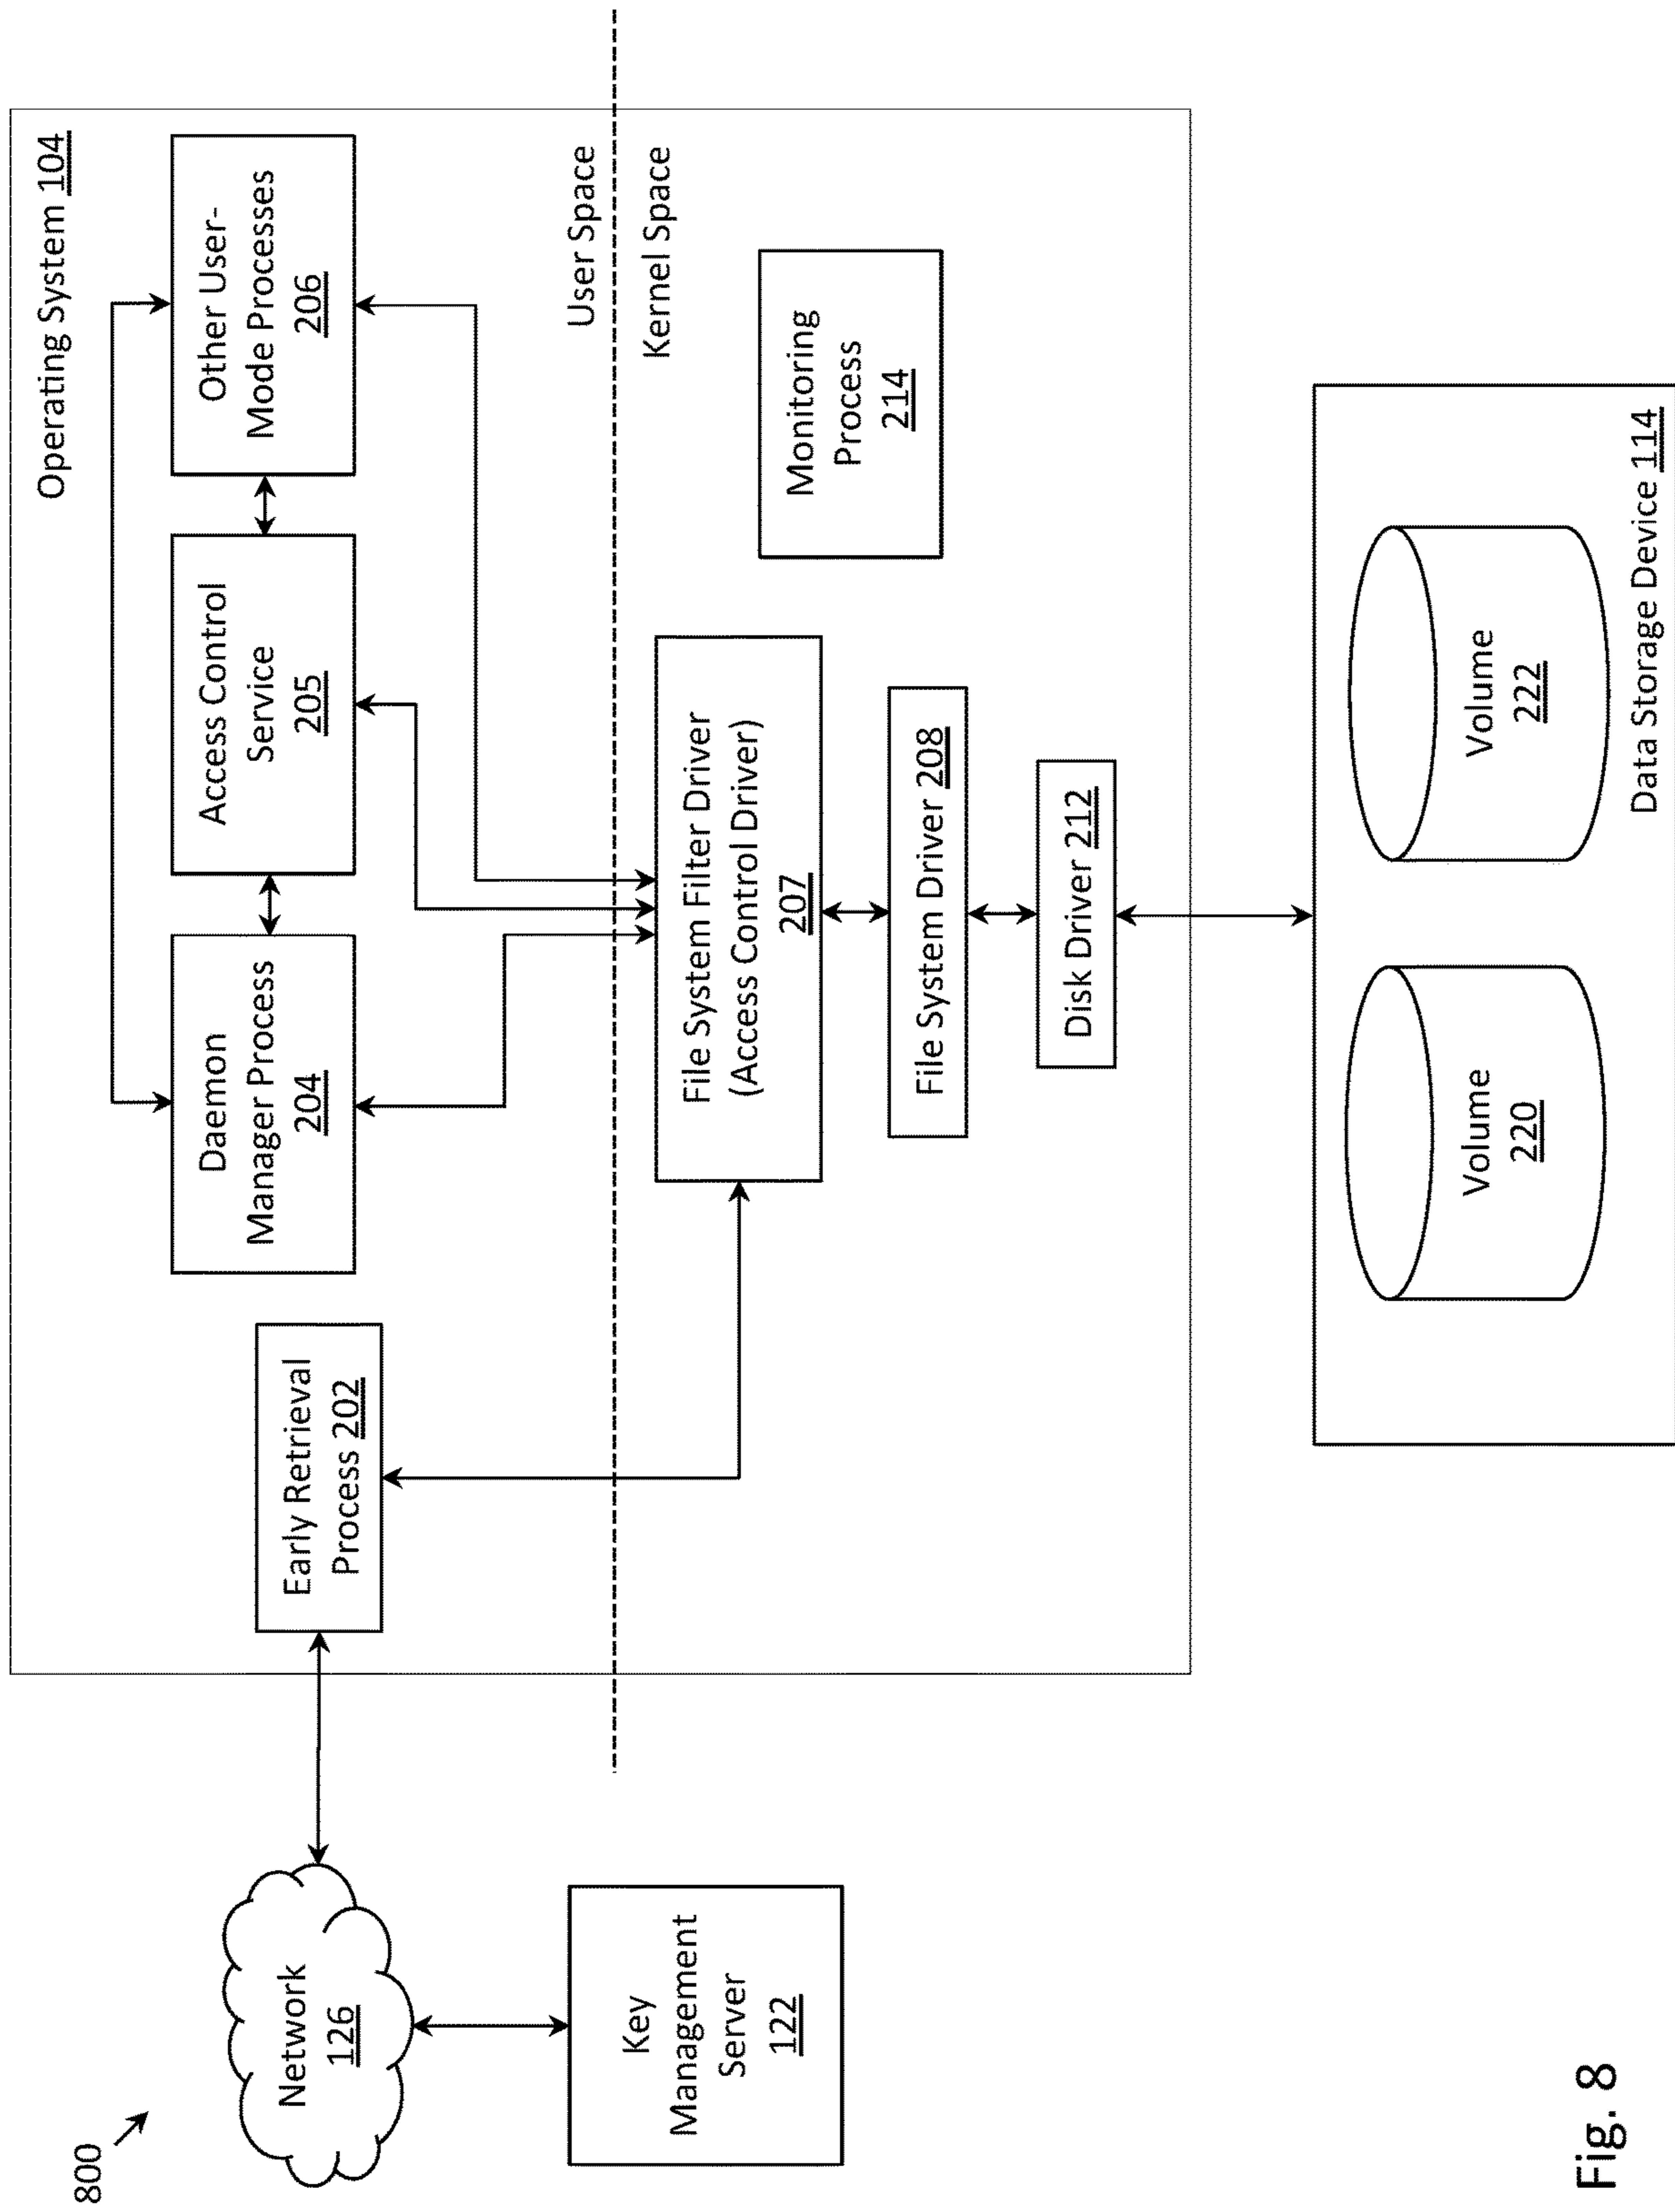 800
Operating System 104
Early Retrieval
Process 202
Daemon
Manager Process
204
Access Control
Service
205
Other User-
Mode Processes
206
Network
126
User Space
Kernel Space
Key
Management
Server
122
File System Filter Driver
(Access Control Driver)
207
Monitoring
Process
214
File System Driver 208
Disk Driver 212
Volume
220
Volume
222
Data Storage Device 114
Fig. 8